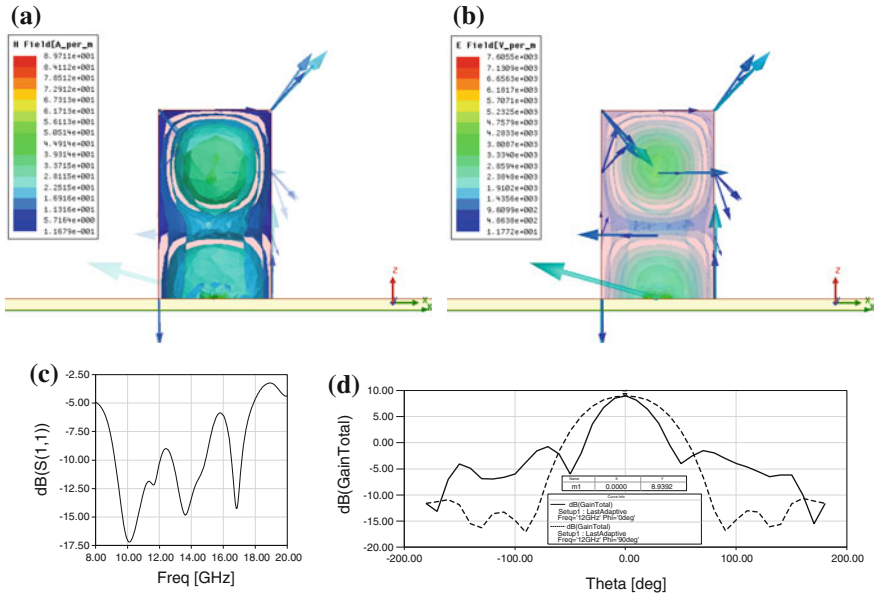 (a)
H Field[A_per_m
8.9711e+001
8.4112e+001
7.8512e+001
7.2912e+001
6.7313e+001
6.1713e+001
5.6113e+001
5.0514e+001
4.4914e+001
3.9314e+001
3.3715e+001
2.8115e+001
2.2515e+001
1.6916e+001
1.1316e+001
5.7164e+000
1.1679e-001
Z
X
X
(b)
E Field[V_per_m
7.6055e+003
7.1309e+003
6.6563e+003
6.1817e+003
5.7071e+003
5.2325e+003
4.7579e+003
4.2833e+003
3.8087e+003
3.3340e+003
2.8594e+003
2.3848e+003
1.9102e+003
1.4356e+003
9.6099e+002
4.8638e+002
1.1772e+001
Z
X
X
(c)
-2.50
-5.00
-7.50
-10.00
-12.50
-15.00
-17.50
8.00 10.00 12.00 14.00 16.00 18.00 20.00
dB(S(1,1))
Freq [GHz]
(d)
10.00
5.00
0.00
-5.00
-10.00
-15.00
-20.00
-200.00 -100.00 0.00 100.00 200.00
dB(GainTotal)
Theta [deg]
Name X Y
m1 0.0000 8.9392
Curve Info
dB(GainTotal)
Setup1 : LastAdaptive
Freq='12GHz' Phi='0deg'
dB(GainTotal)
Setup1 : LastAdaptive
Freq='12GHz' Phi='90deg'